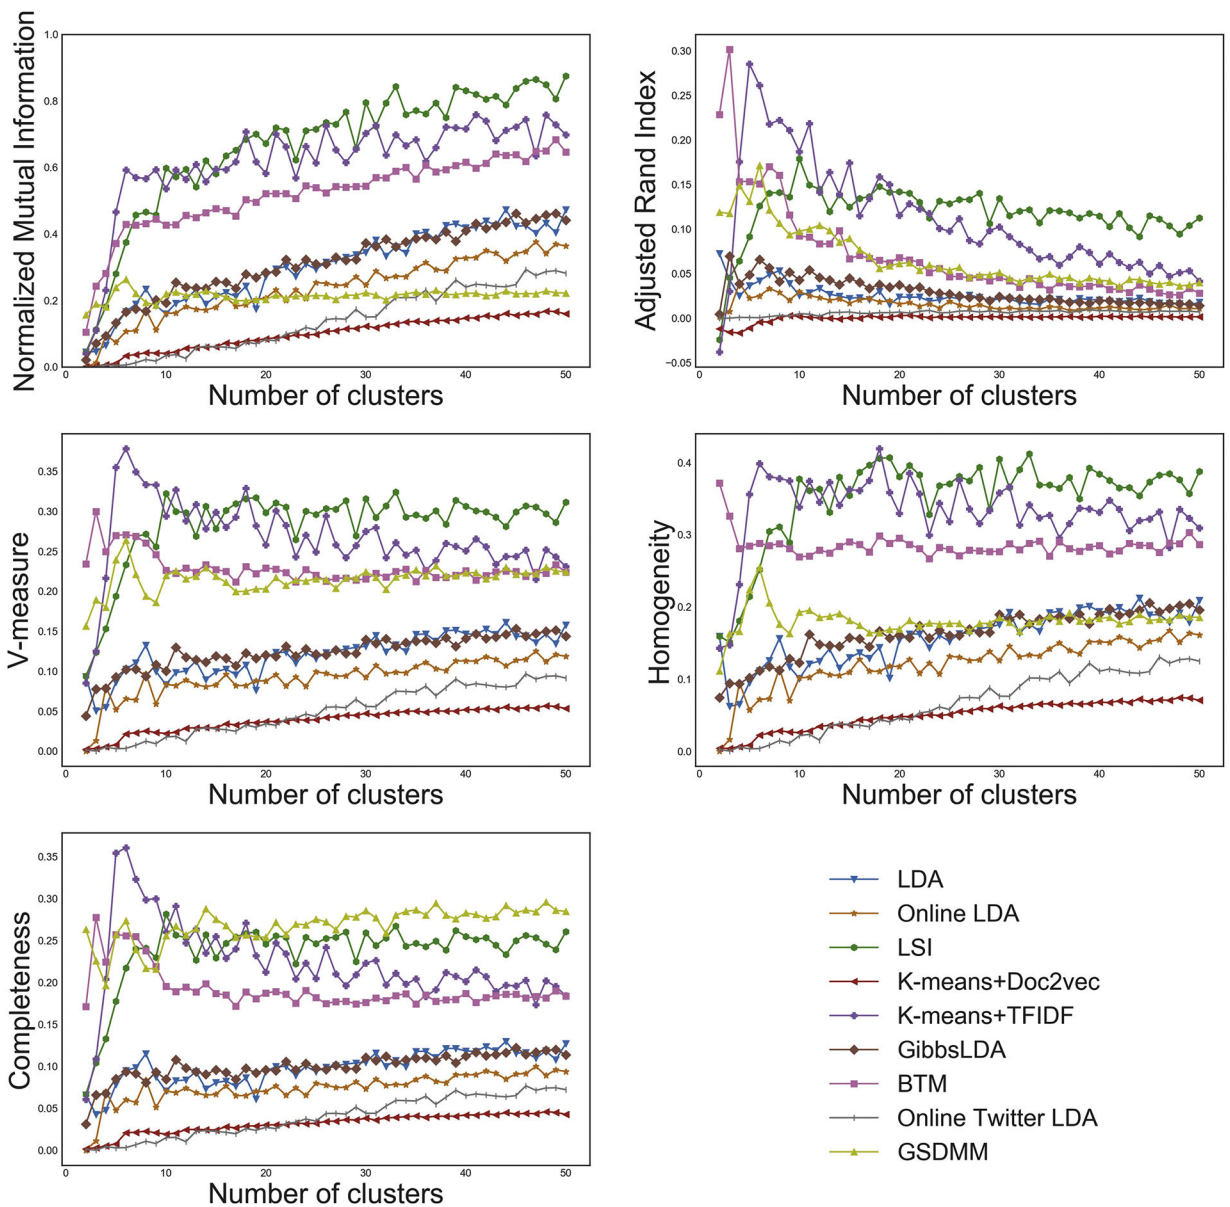 Normalized Mutual Information
1.0
0.8
0.6
0.4
0.2
0.0
0 10 20 30 40 50
Number of clusters
Adjusted Rand Index
0.30
0.25
0.20
0.15
0.10
0.05
0.00
−0.05
0 10 20 30 40 50
Number of clusters
V-measure
0.35
0.30
0.25
0.20
0.15
0.10
0.05
0.00
0 10 20 30 40 50
Number of clusters
Homogeneity
0.4
0.3
0.2
0.1
0.0
0 10 20 30 40 50
Number of clusters
Completeness
0.35
0.30
0.25
0.20
0.15
0.10
0.05
0.00
0 10 20 30 40 50
Number of clusters
LDA
Online LDA
LSI
K-means+Doc2vec
K-means+TFIDF
GibbsLDA
BTM
Online Twitter LDA
GSDMM